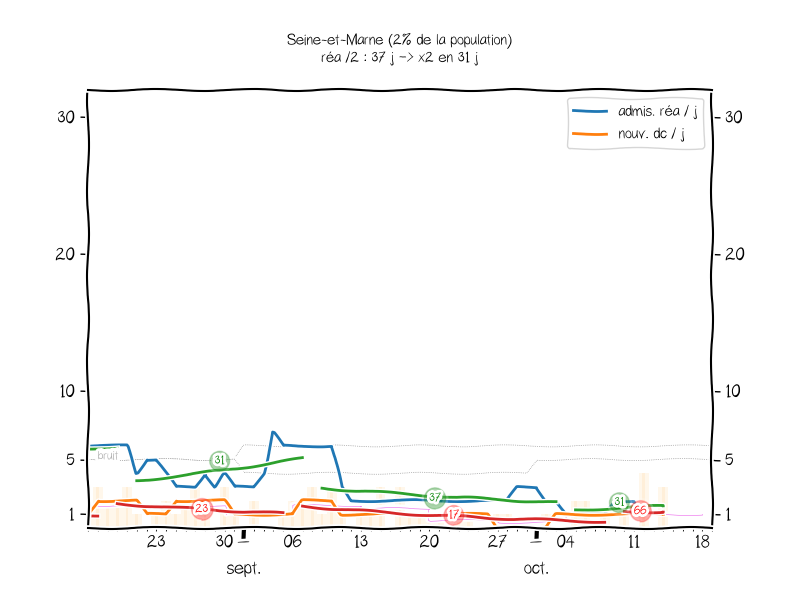 Seine-et-Marne (2% de la population)
réa /2 : 37 j -> x2 en 31 j
30 30
admis. réa / j
nouv. dc / j
20 20
10 10
bruit
31
5 5
37
31
23
17
66
1 1
23 30 06 13 20 27 04 11 18
sept. oct.